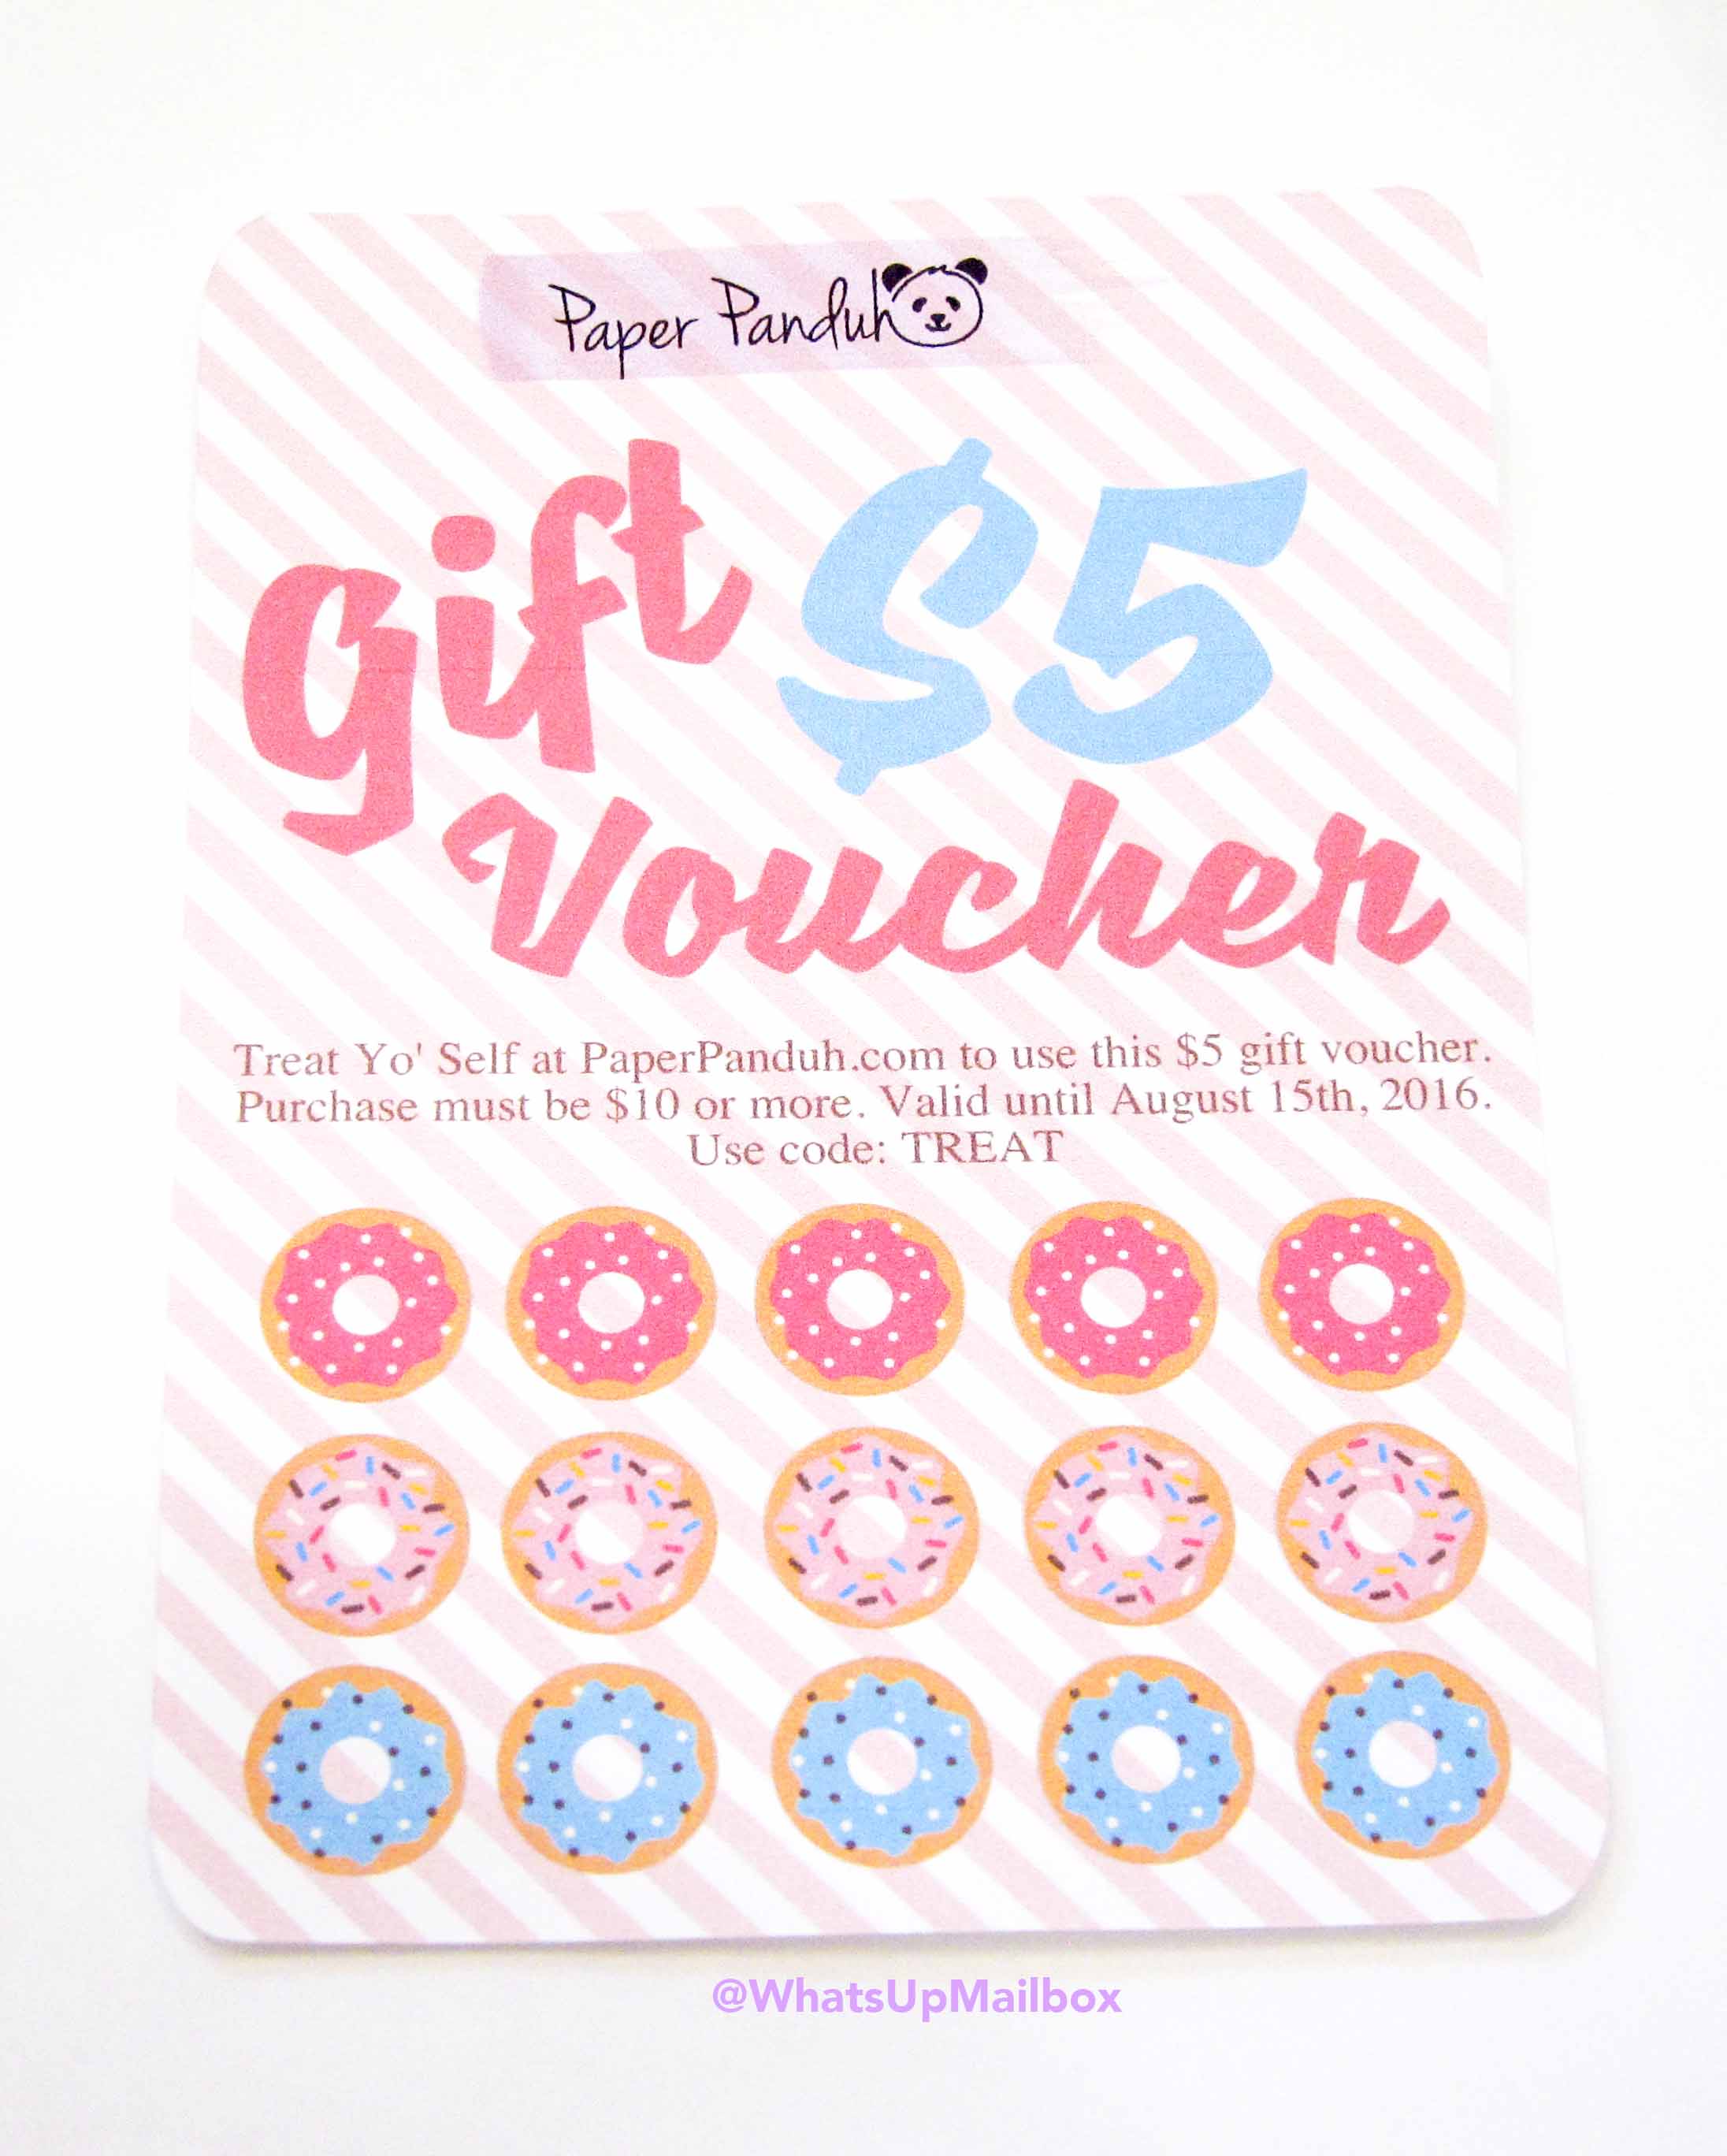 Paper Panduh
Gift $5
Voucher
Treat Yo' Self at PaperPanduh.com to use this $5 gift voucher.
Purchase must be $10 or more. Valid until August 15th, 2016.
Use code: TREAT
@WhatsUpMailbox